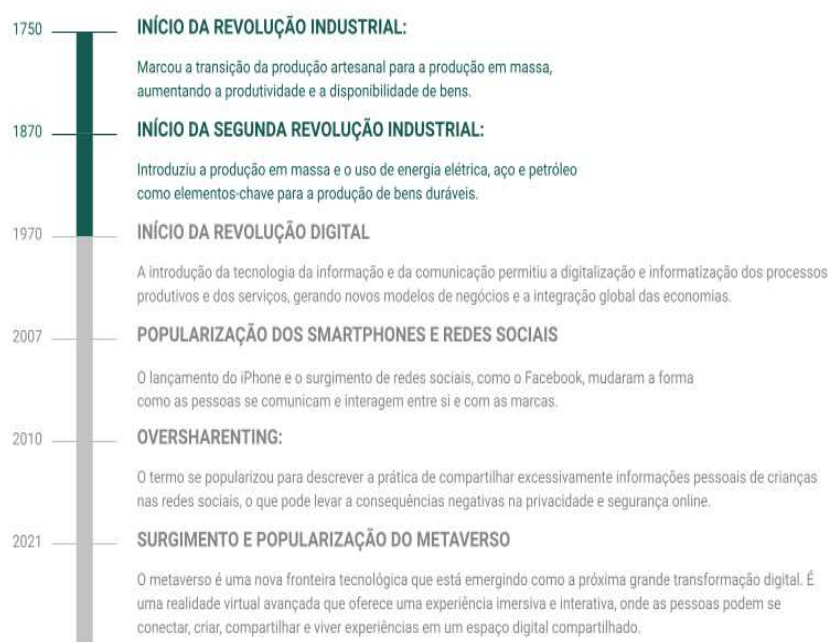 1750
INÍCIO DA REVOLUÇÃO INDUSTRIAL:
Marcou a transição da produção artesanal para a produção em massa,
aumentando a produtividade e a disponibilidade de bens.
1870
INÍCIO DA SEGUNDA REVOLUÇÃO INDUSTRIAL:
Introduziu a produção em massa e o uso de energia elétrica, aço e petróleo
como elementos-chave para a produção de bens duráveis.
1970
INÍCIO DA REVOLUÇÃO DIGITAL
A introdução da tecnologia da informação e da comunicação permitiu a digitalização e informatização dos processos
produtivos e dos serviços, gerando novos modelos de negócios e a integração global das economias.
2007
POPULARIZAÇÃO DOS SMARTPHONES E REDES SOCIAIS
O lançamento do iPhone e o surgimento de redes sociais, como o Facebook, mudaram a forma
como as pessoas se comunicam e interagem entre si e com as marcas.
2010
OVERSHARENTING:
O termo se popularizou para descrever a prática de compartilhar excessivamente informações pessoais de crianças
nas redes sociais, o que pode levar a consequências negativas na privacidade e segurança online.
2021
SURGIMENTO E POPULARIZAÇÃO DO METAVERSO
O metaverso é uma nova fronteira tecnológica que está emergindo como a próxima grande transformação digital. É
uma realidade virtual avançada que oferece uma experiência imersiva e interativa, onde as pessoas podem se
conectar, criar, compartilhar e viver experiências em um espaço digital compartilhado.